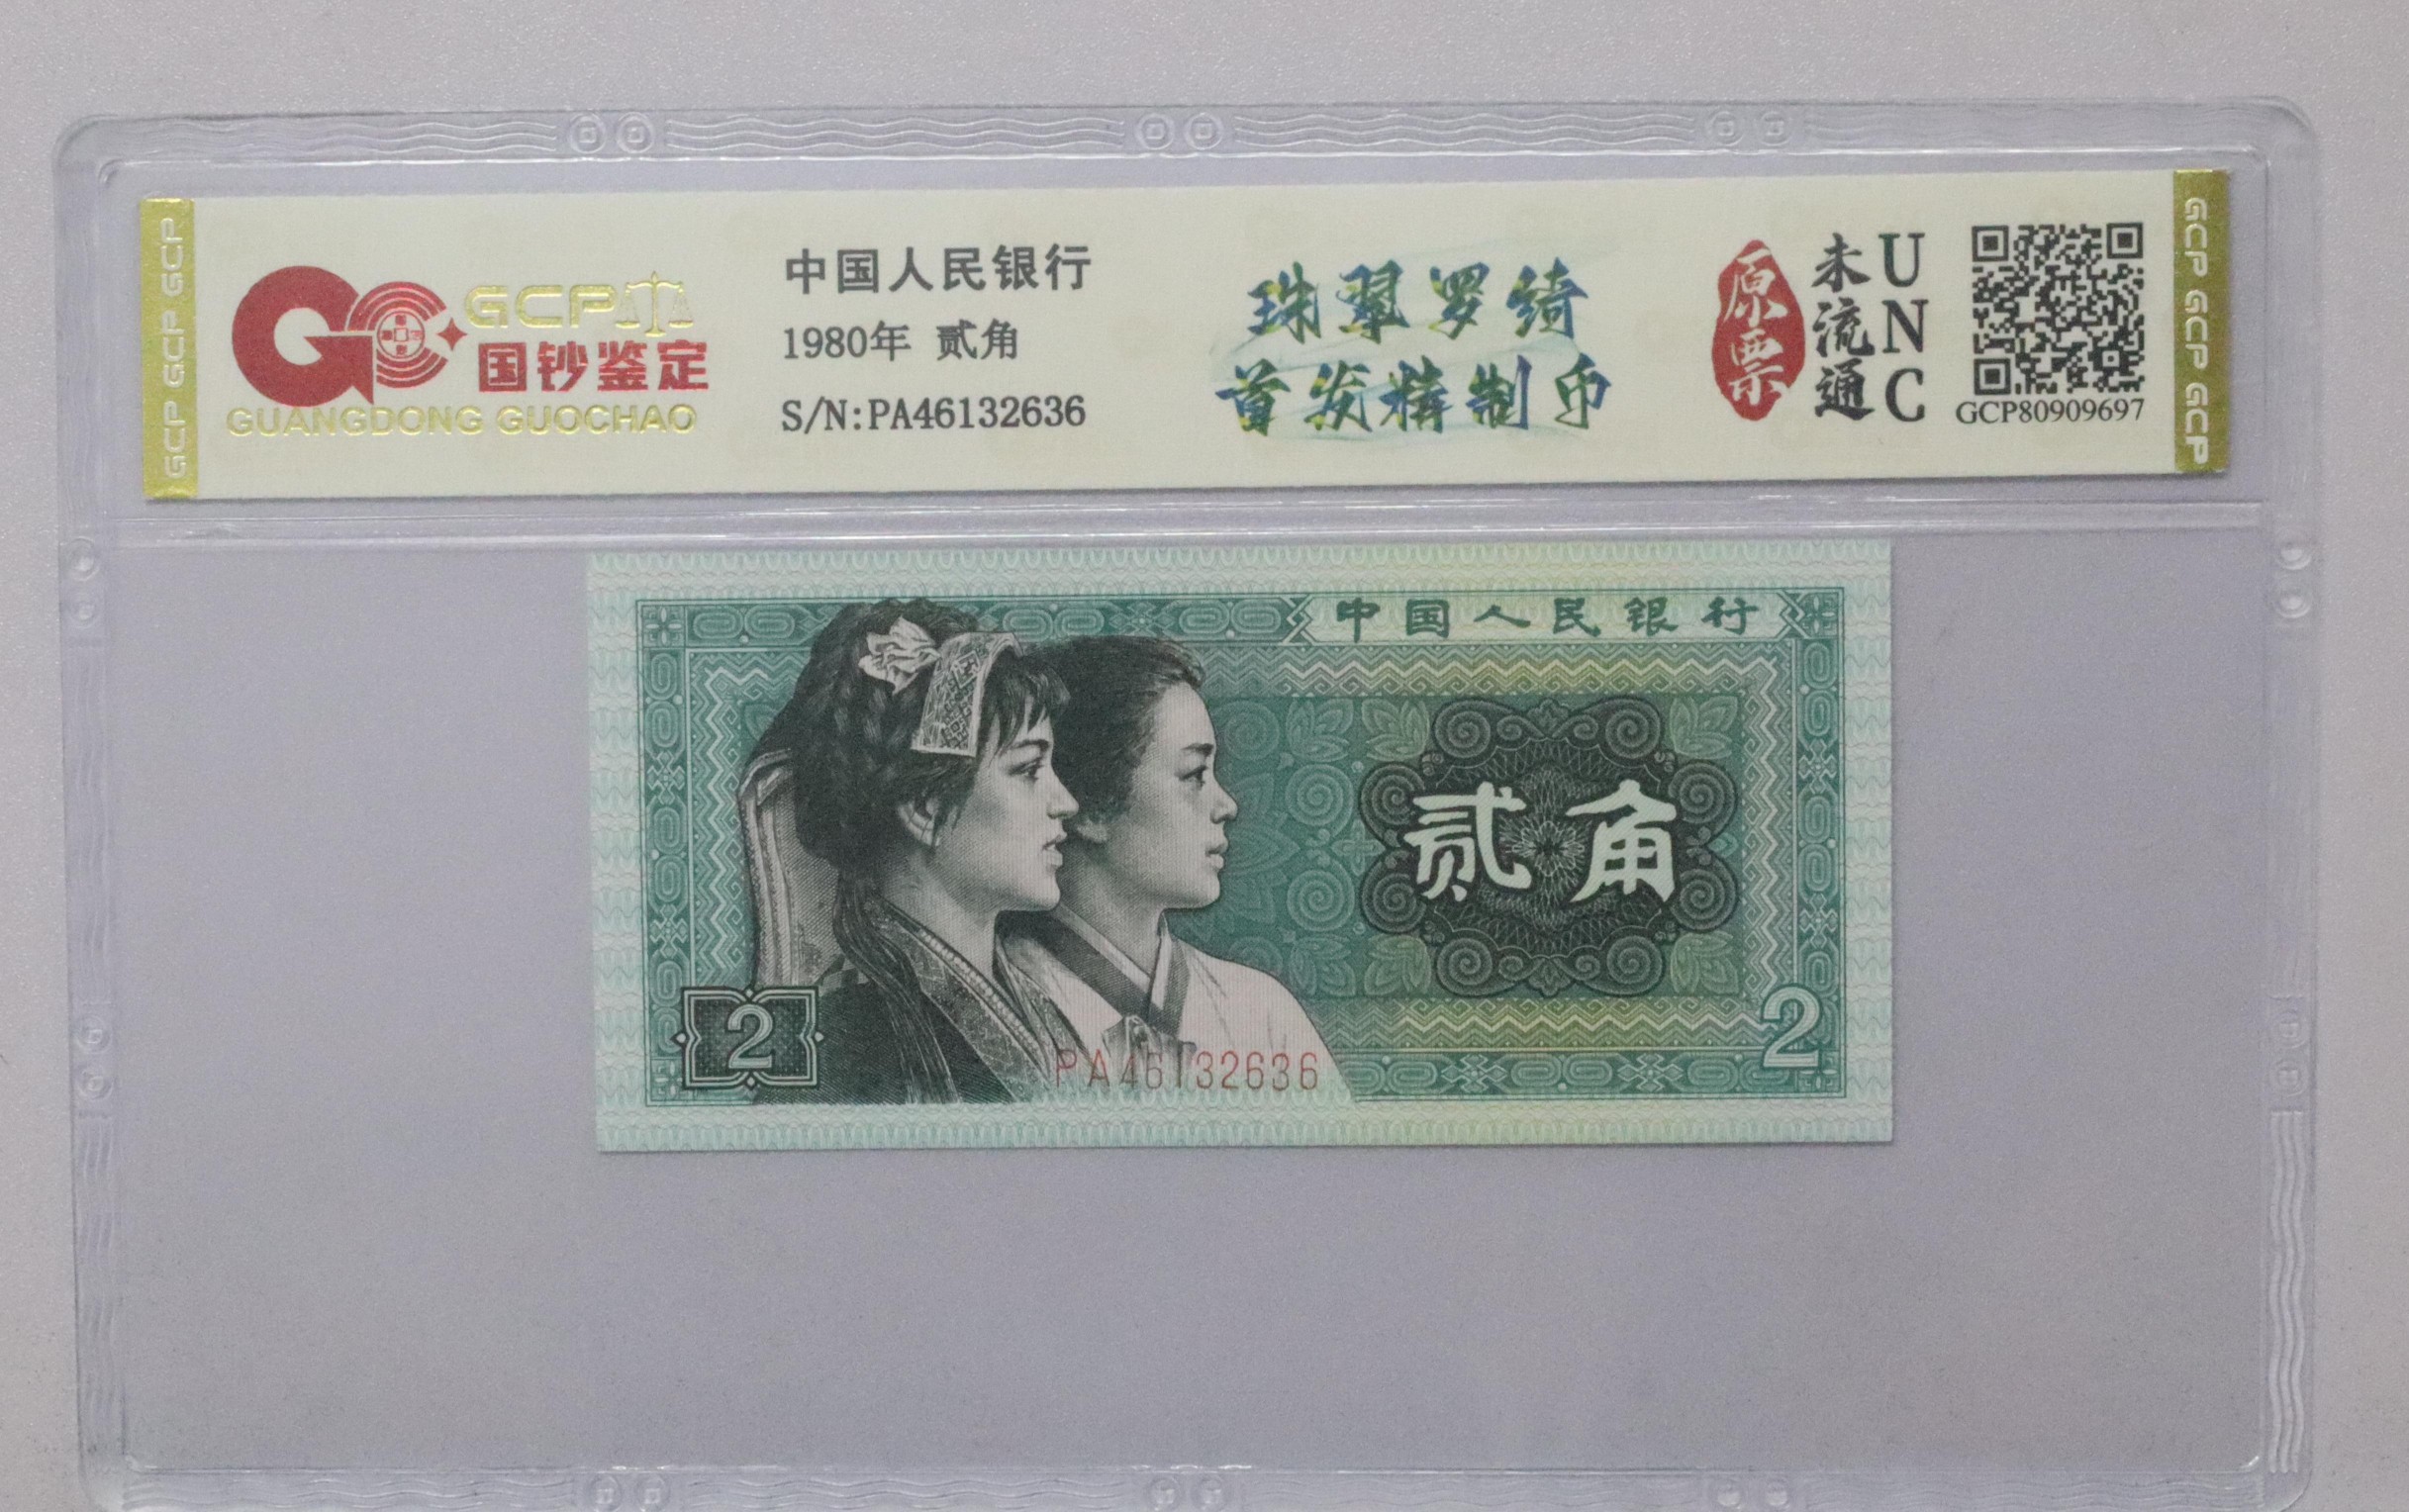 GCP GCP GCP
GCP
国钞鉴定
GUANGDONG GUOCHAO
中国人民银行
1980年 贰角
S/N:PA46132636
珠翠罗绮
首发精制币
原票
未流通
UNC
GCP80909697
GCP GCP GCP
中国人民银行
贰角
2
2
PA46132636